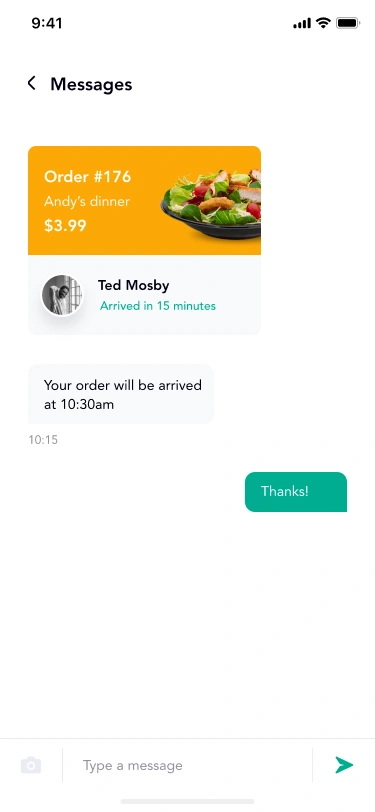 9:41
Messages
Order #176
Andy's dinner
$3.99
Ted Mosby
Arrived in 15 minutes
Your order will be arrived
at 10:30am
10:15
Thanks!
Type a message